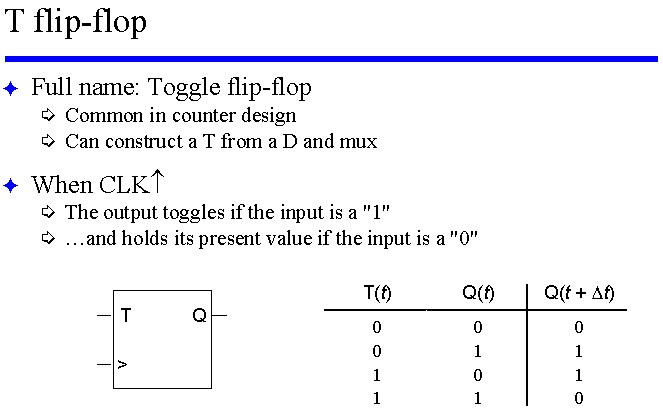 T flip-flop
Full name: Toggle flip-flop
Common in counter design
Can construct a T from a D and mux
When CLK↑
The output toggles if the input is a "1"
…and holds its present value if the input is a "0"
T Q
>
T(t) Q(t) Q(t + Δt)
0 0 0
0 1 1
1 0 1
1 1 0